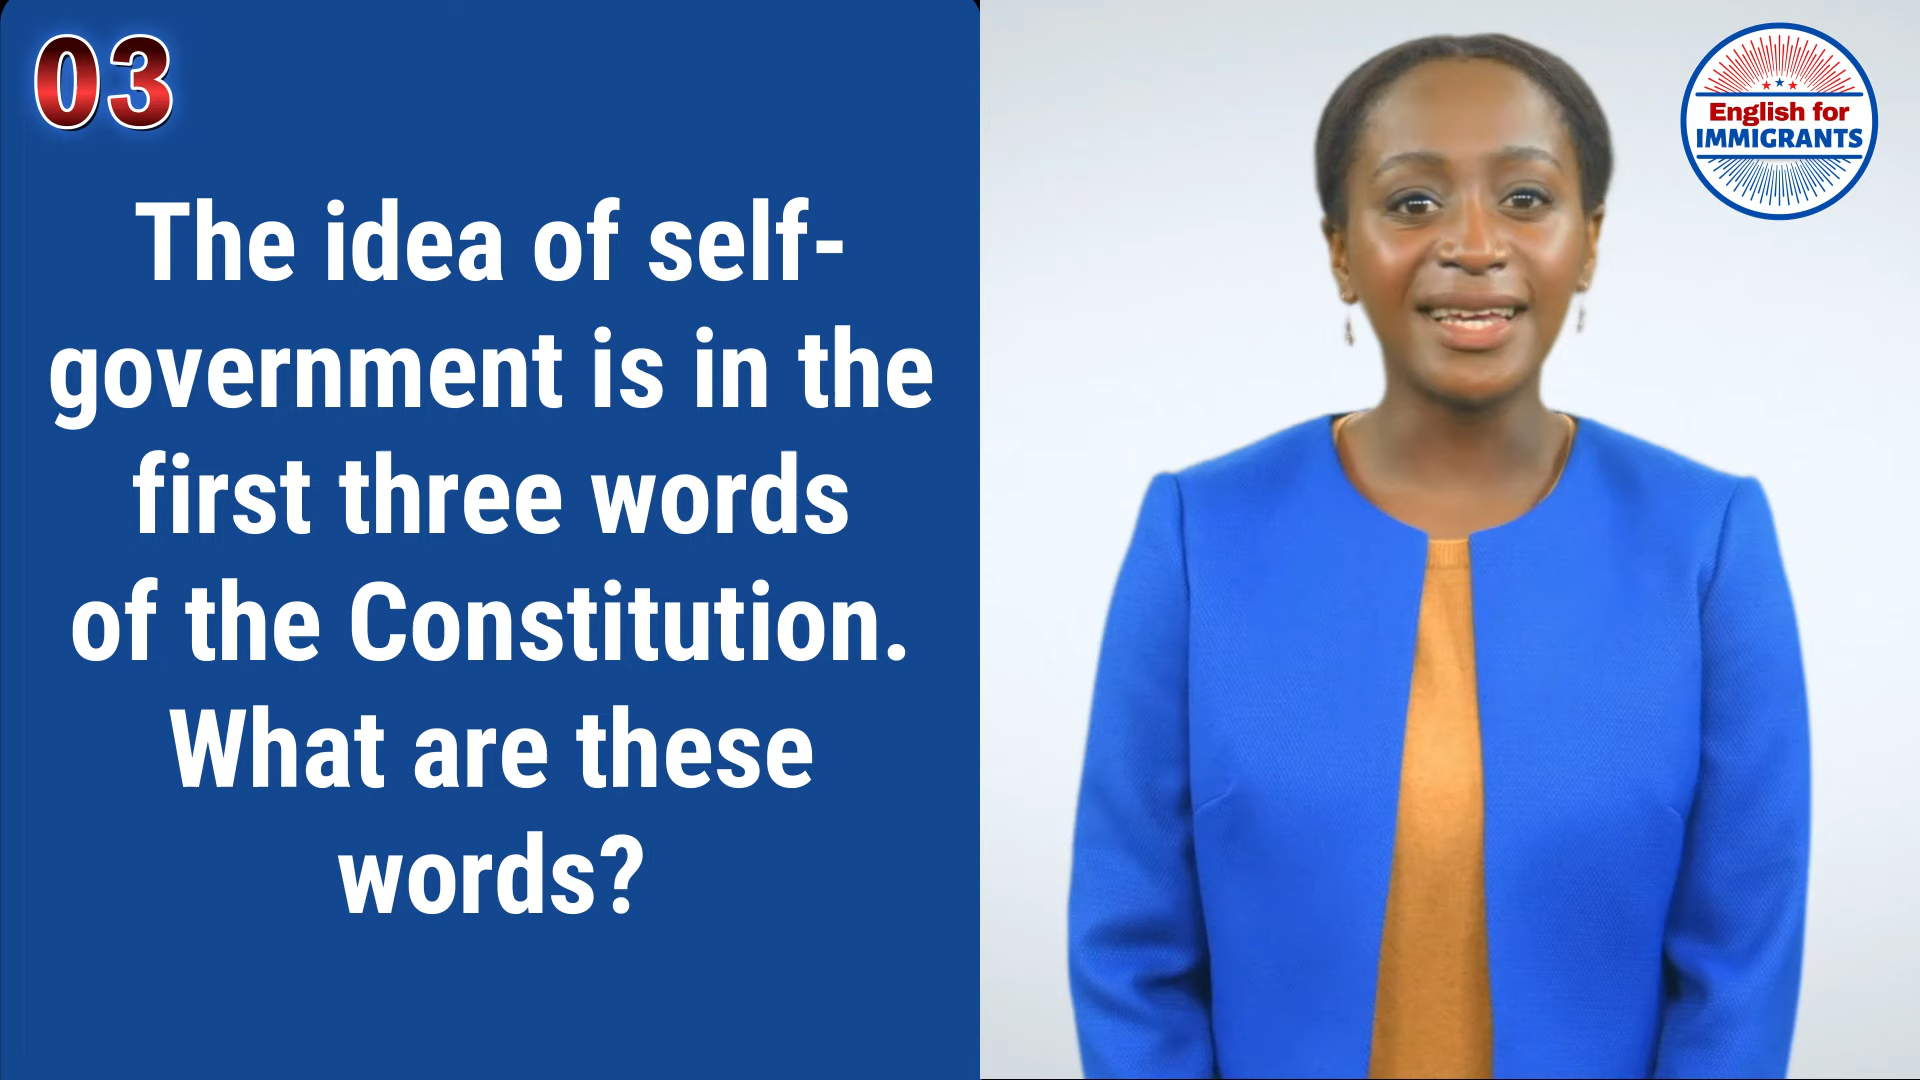 03
The idea of self-
government is in the
first three words
of the Constitution.
What are these
words?
English for
IMMIGRANTS